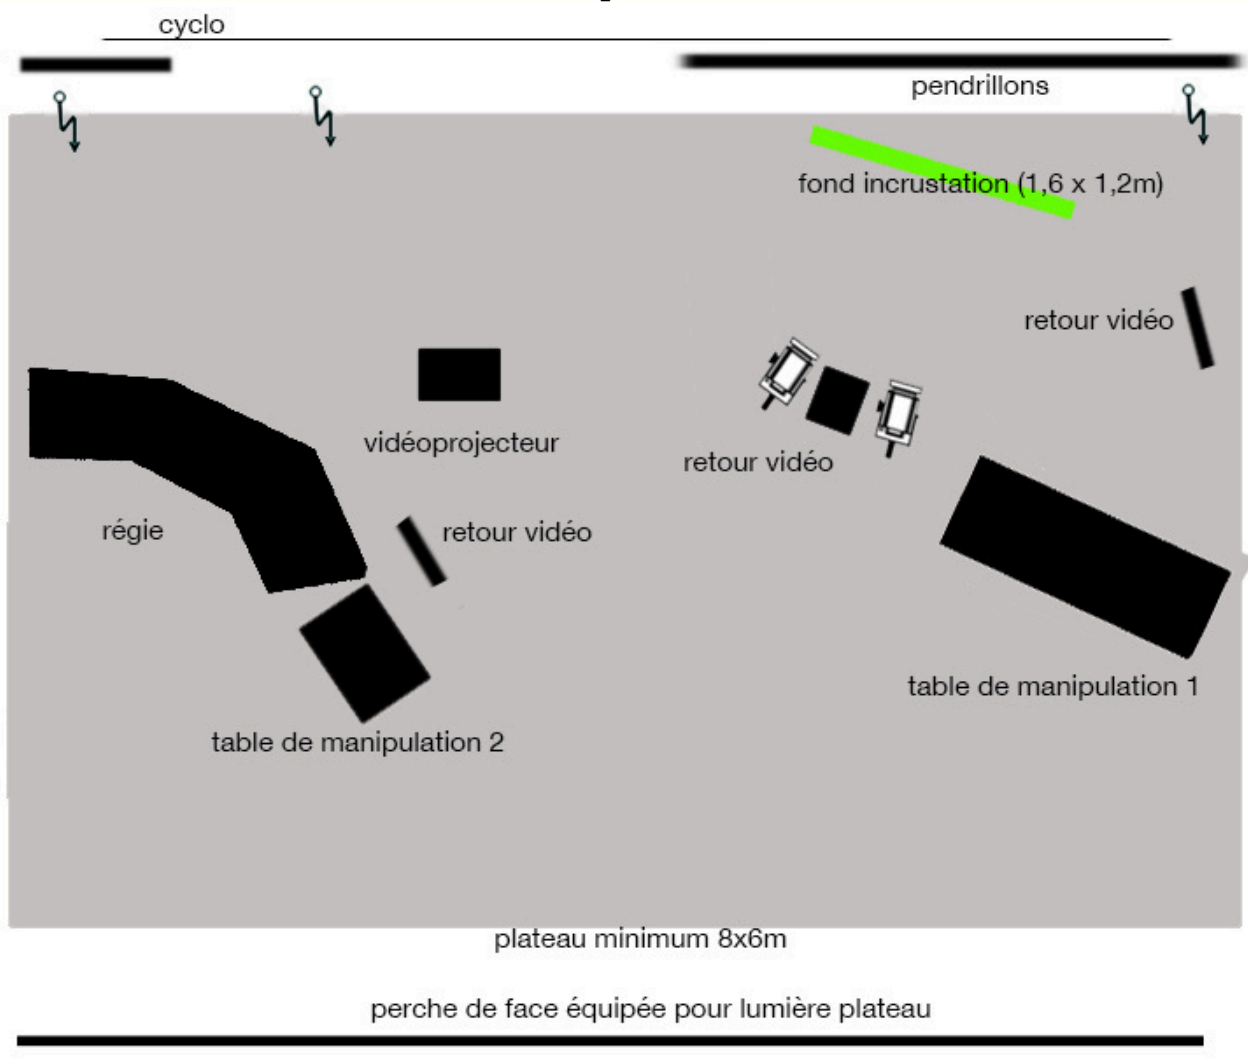 cyclo
pendrillons
fond incrustation (1,6 x 1,2m)
retour vidéo
vidéoprojecteur
retour vidéo
régie
retour vidéo
table de manipulation 1
table de manipulation 2
plateau minimum 8x6m
perche de face équipée pour lumière plateau